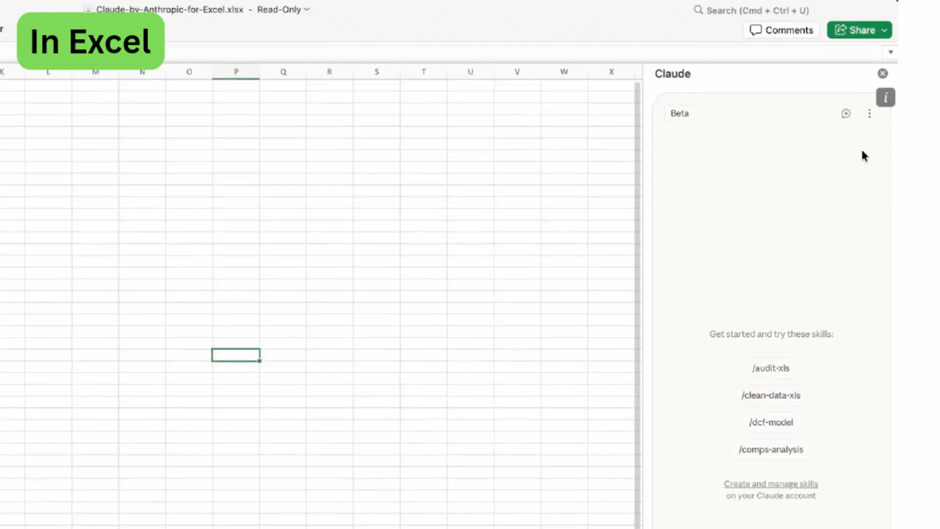 Claude-by-Anthropic-for-Excel.xlsx - Read-Only
Search (Cmd + Ctrl + U)
In Excel
Comments
Share
K L M N O P Q R S T U V W X
Claude
i
Beta
Get started and try these skills:
/audit-xls
/clean-data-xls
/dcf-model
/comps-analysis
Create and manage skills
on your Claude account